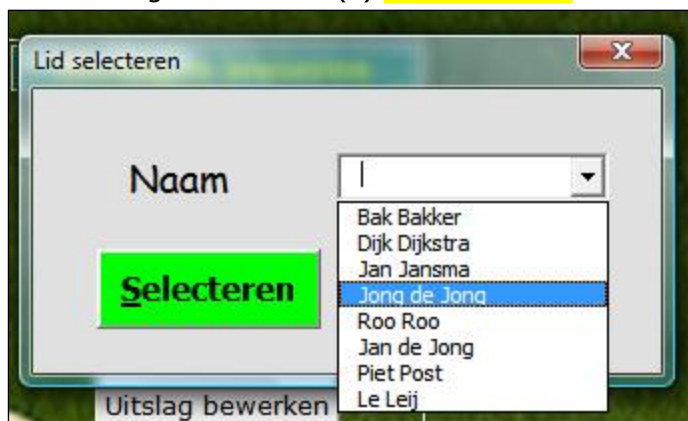 Lid selecteren
Naam
Bak Bakker
Dijk Dijkstra
Jan Jansma
Jong de Jong
Selecteren
Roo Roo
Jan de Jong
Piet Post
Le Leij
Uitslag bewerken